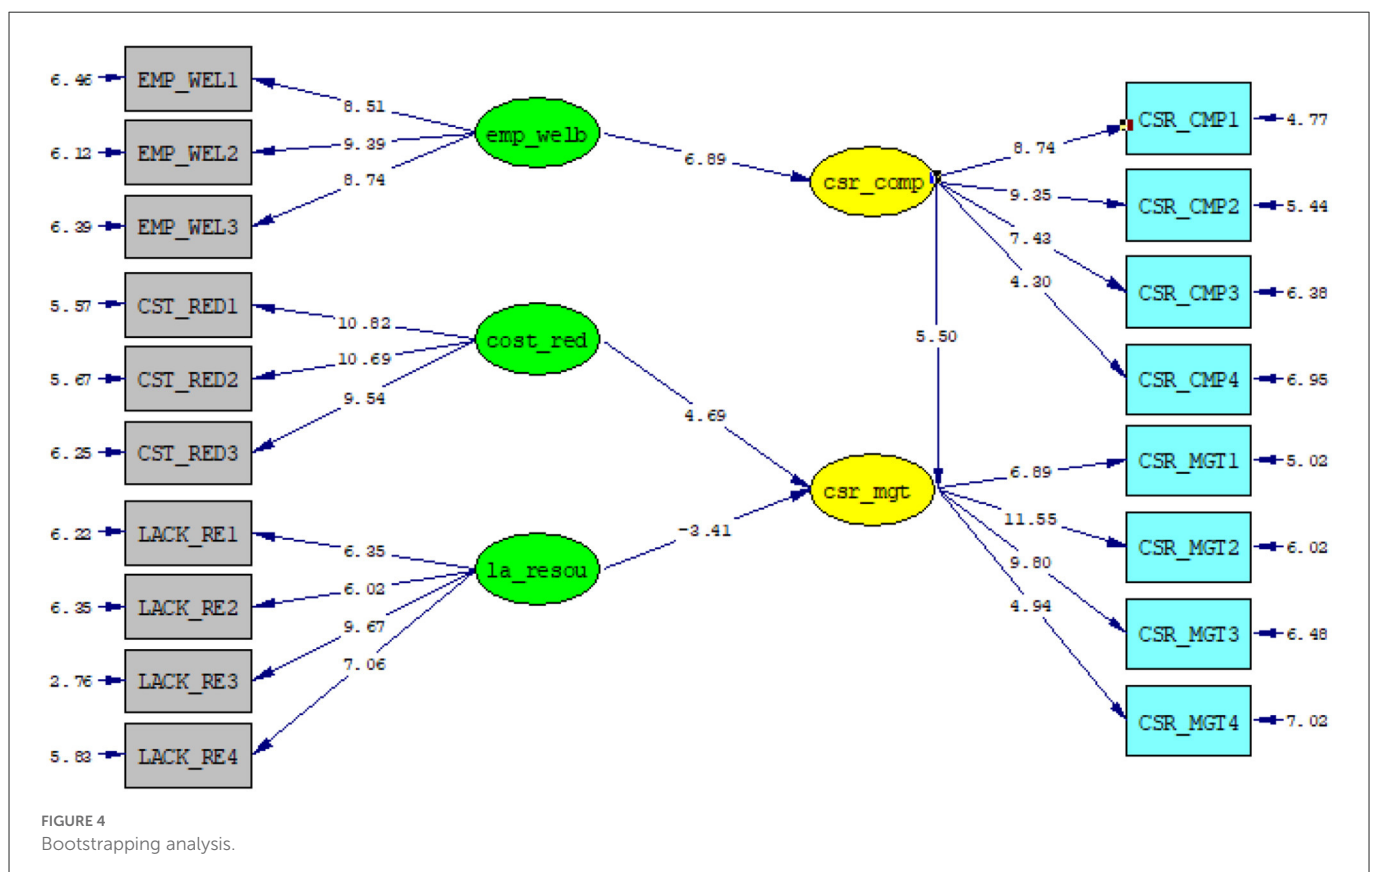 6.46
EMP_WEL1
8.51
6.12
EMP_WEL2
9.39
8.74
6.39
EMP_WEL3
emp_welb
6.89
csr_comp
5.57
CST_RED1
10.82
5.67
CST_RED2
10.69
9.54
6.25
CST_RED3
cost_red
4.69
5.50
6.22
LACK_RE1
6.35
6.35
LACK_RE2
6.02
9.67
2.76
LACK_RE3
7.06
5.83
LACK_RE4
la_resou
-3.41
csr_mgt
8.74
CSR_CMP1
4.77
9.35
CSR_CMP2
5.44
7.43
CSR_CMP3
6.38
4.30
CSR_CMP4
6.95
6.89
CSR_MGT1
5.02
11.55
CSR_MGT2
6.02
9.80
CSR_MGT3
6.48
4.94
CSR_MGT4
7.02
FIGURE 4
Bootstrapping analysis.